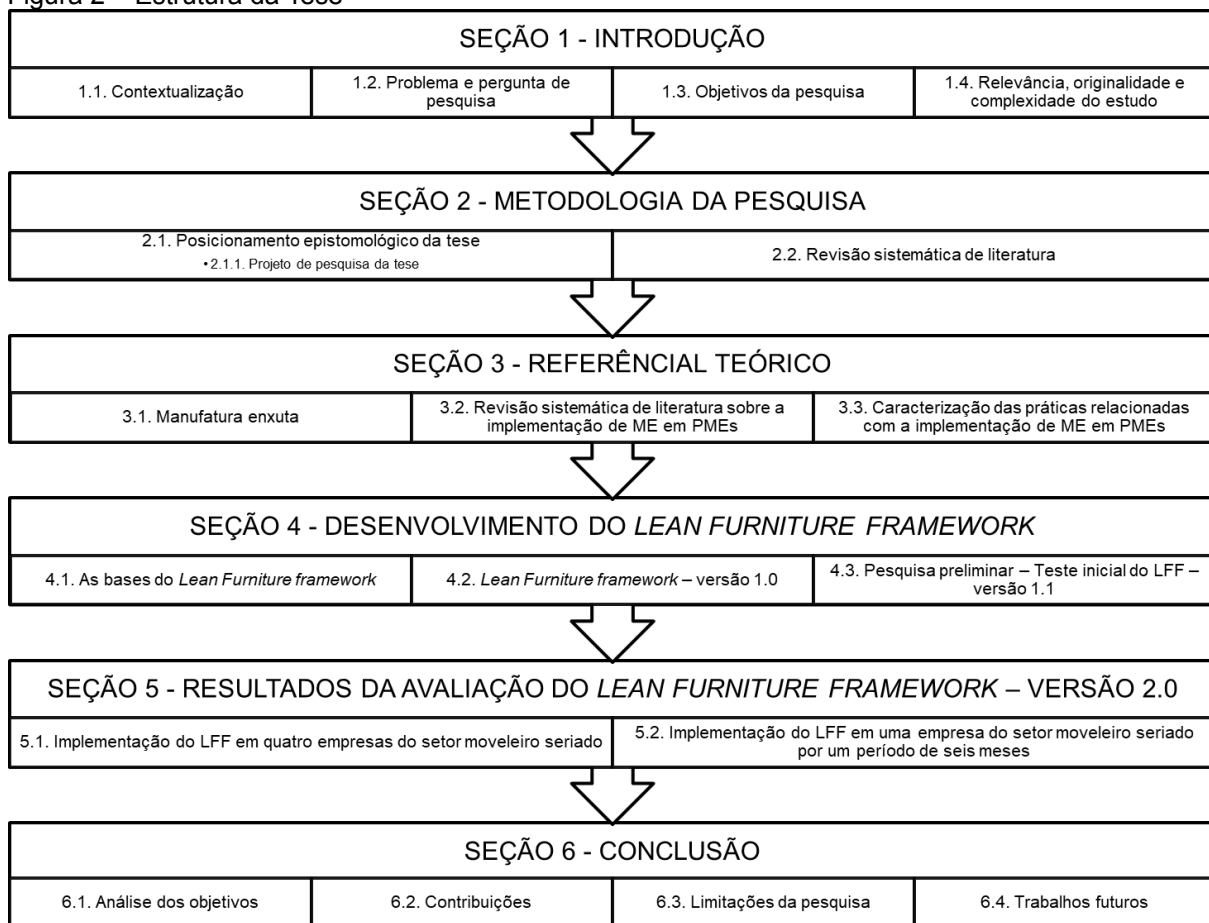 Figura 2 – Estrutura da Tese
SEÇÃO 1 - INTRODUÇÃO
1.1. Contextualização
1.2. Problema e pergunta de
pesquisa
1.3. Objetivos da pesquisa
1.4. Relevância, originalidade e
complexidade do estudo
SEÇÃO 2 - METODOLOGIA DA PESQUISA
2.1. Posicionamento epistomológico da tese
•2.1.1. Projeto de pesquisa da tese
2.2. Revisão sistemática de literatura
SEÇÃO 3 - REFERÊNCIAL TEÓRICO
3.1. Manufatura enxuta
3.2. Revisão sistemática de literatura sobre a
implementação de ME em PMEs
3.3. Caracterização das práticas relacionadas
com a implementação de ME em PMEs
SEÇÃO 4 - DESENVOLVIMENTO DO LEAN FURNITURE FRAMEWORK
4.1. As bases do Lean Furniture framework
4.2. Lean Furniture framework – versão 1.0
4.3. Pesquisa preliminar – Teste inicial do LFF –
versão 1.1
SEÇÃO 5 - RESULTADOS DA AVALIAÇÃO DO LEAN FURNITURE FRAMEWORK – VERSÃO 2.0
5.1. Implementação do LFF em quatro empresas do setor moveleiro seriado
5.2. Implementação do LFF em uma empresa do setor moveleiro seriado
por um período de seis meses
SEÇÃO 6 - CONCLUSÃO
6.1. Análise dos objetivos
6.2. Contribuições
6.3. Limitações da pesquisa
6.4. Trabalhos futuros